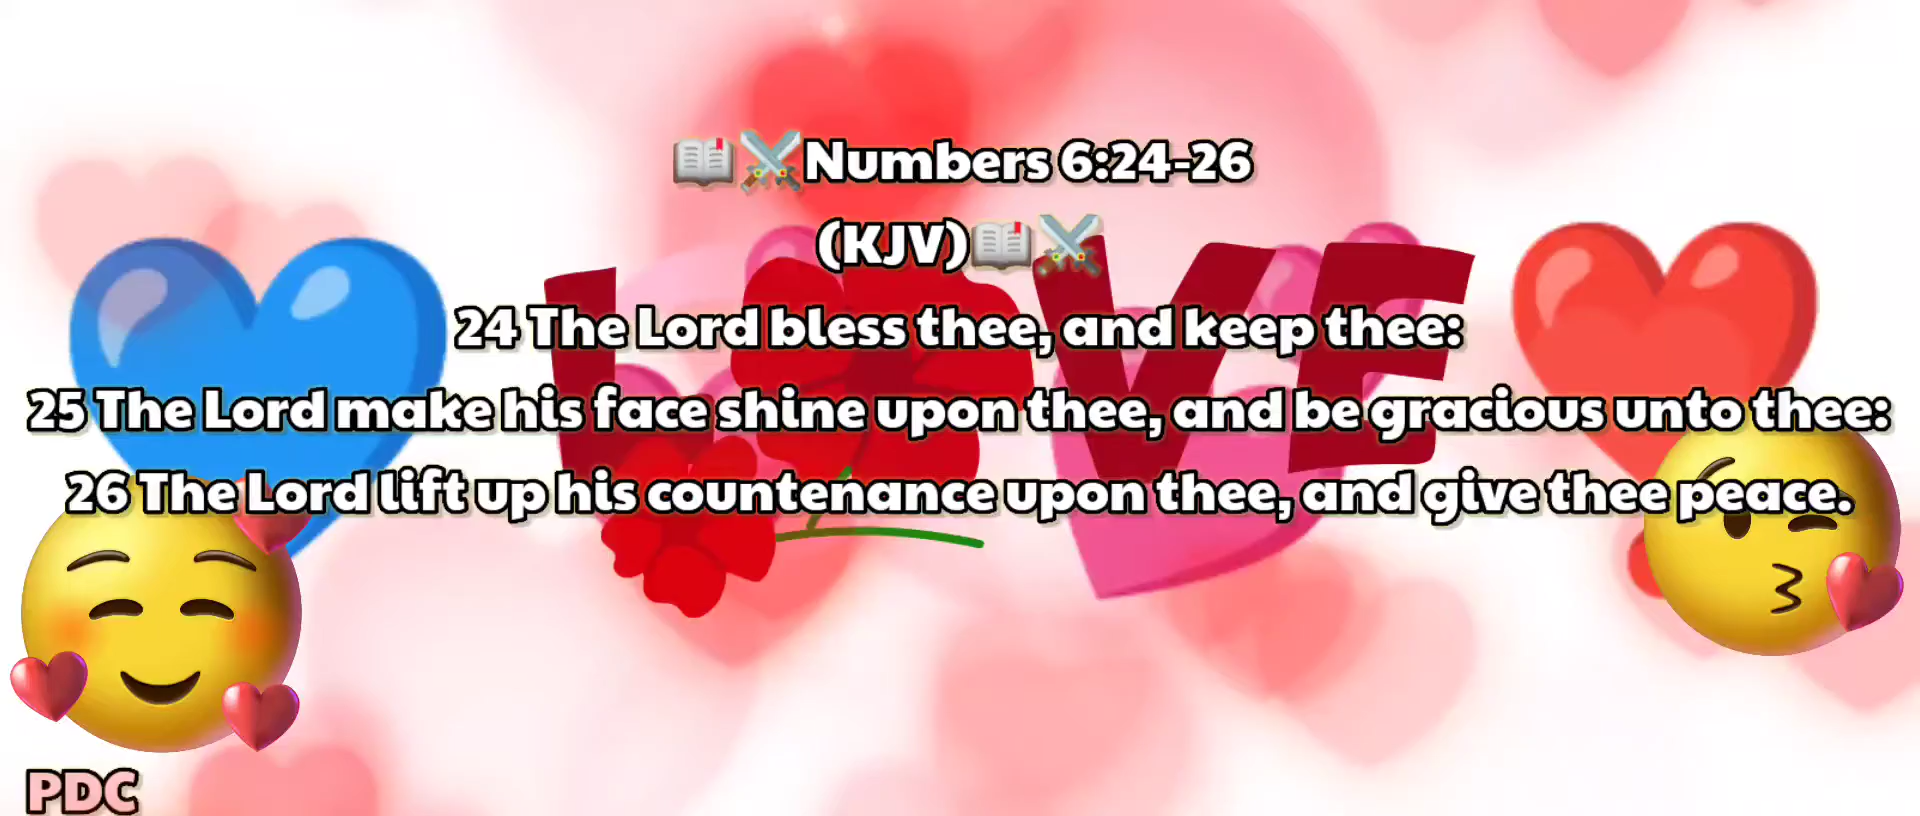 📖⚔️Numbers 6:24-26
(KJV)📖⚔️
LOVE
24 The Lord bless thee, and keep thee:
25 The Lord make his face shine upon thee, and be gracious unto thee:
26 The Lord lift up his countenance upon thee, and give thee peace.
PDC